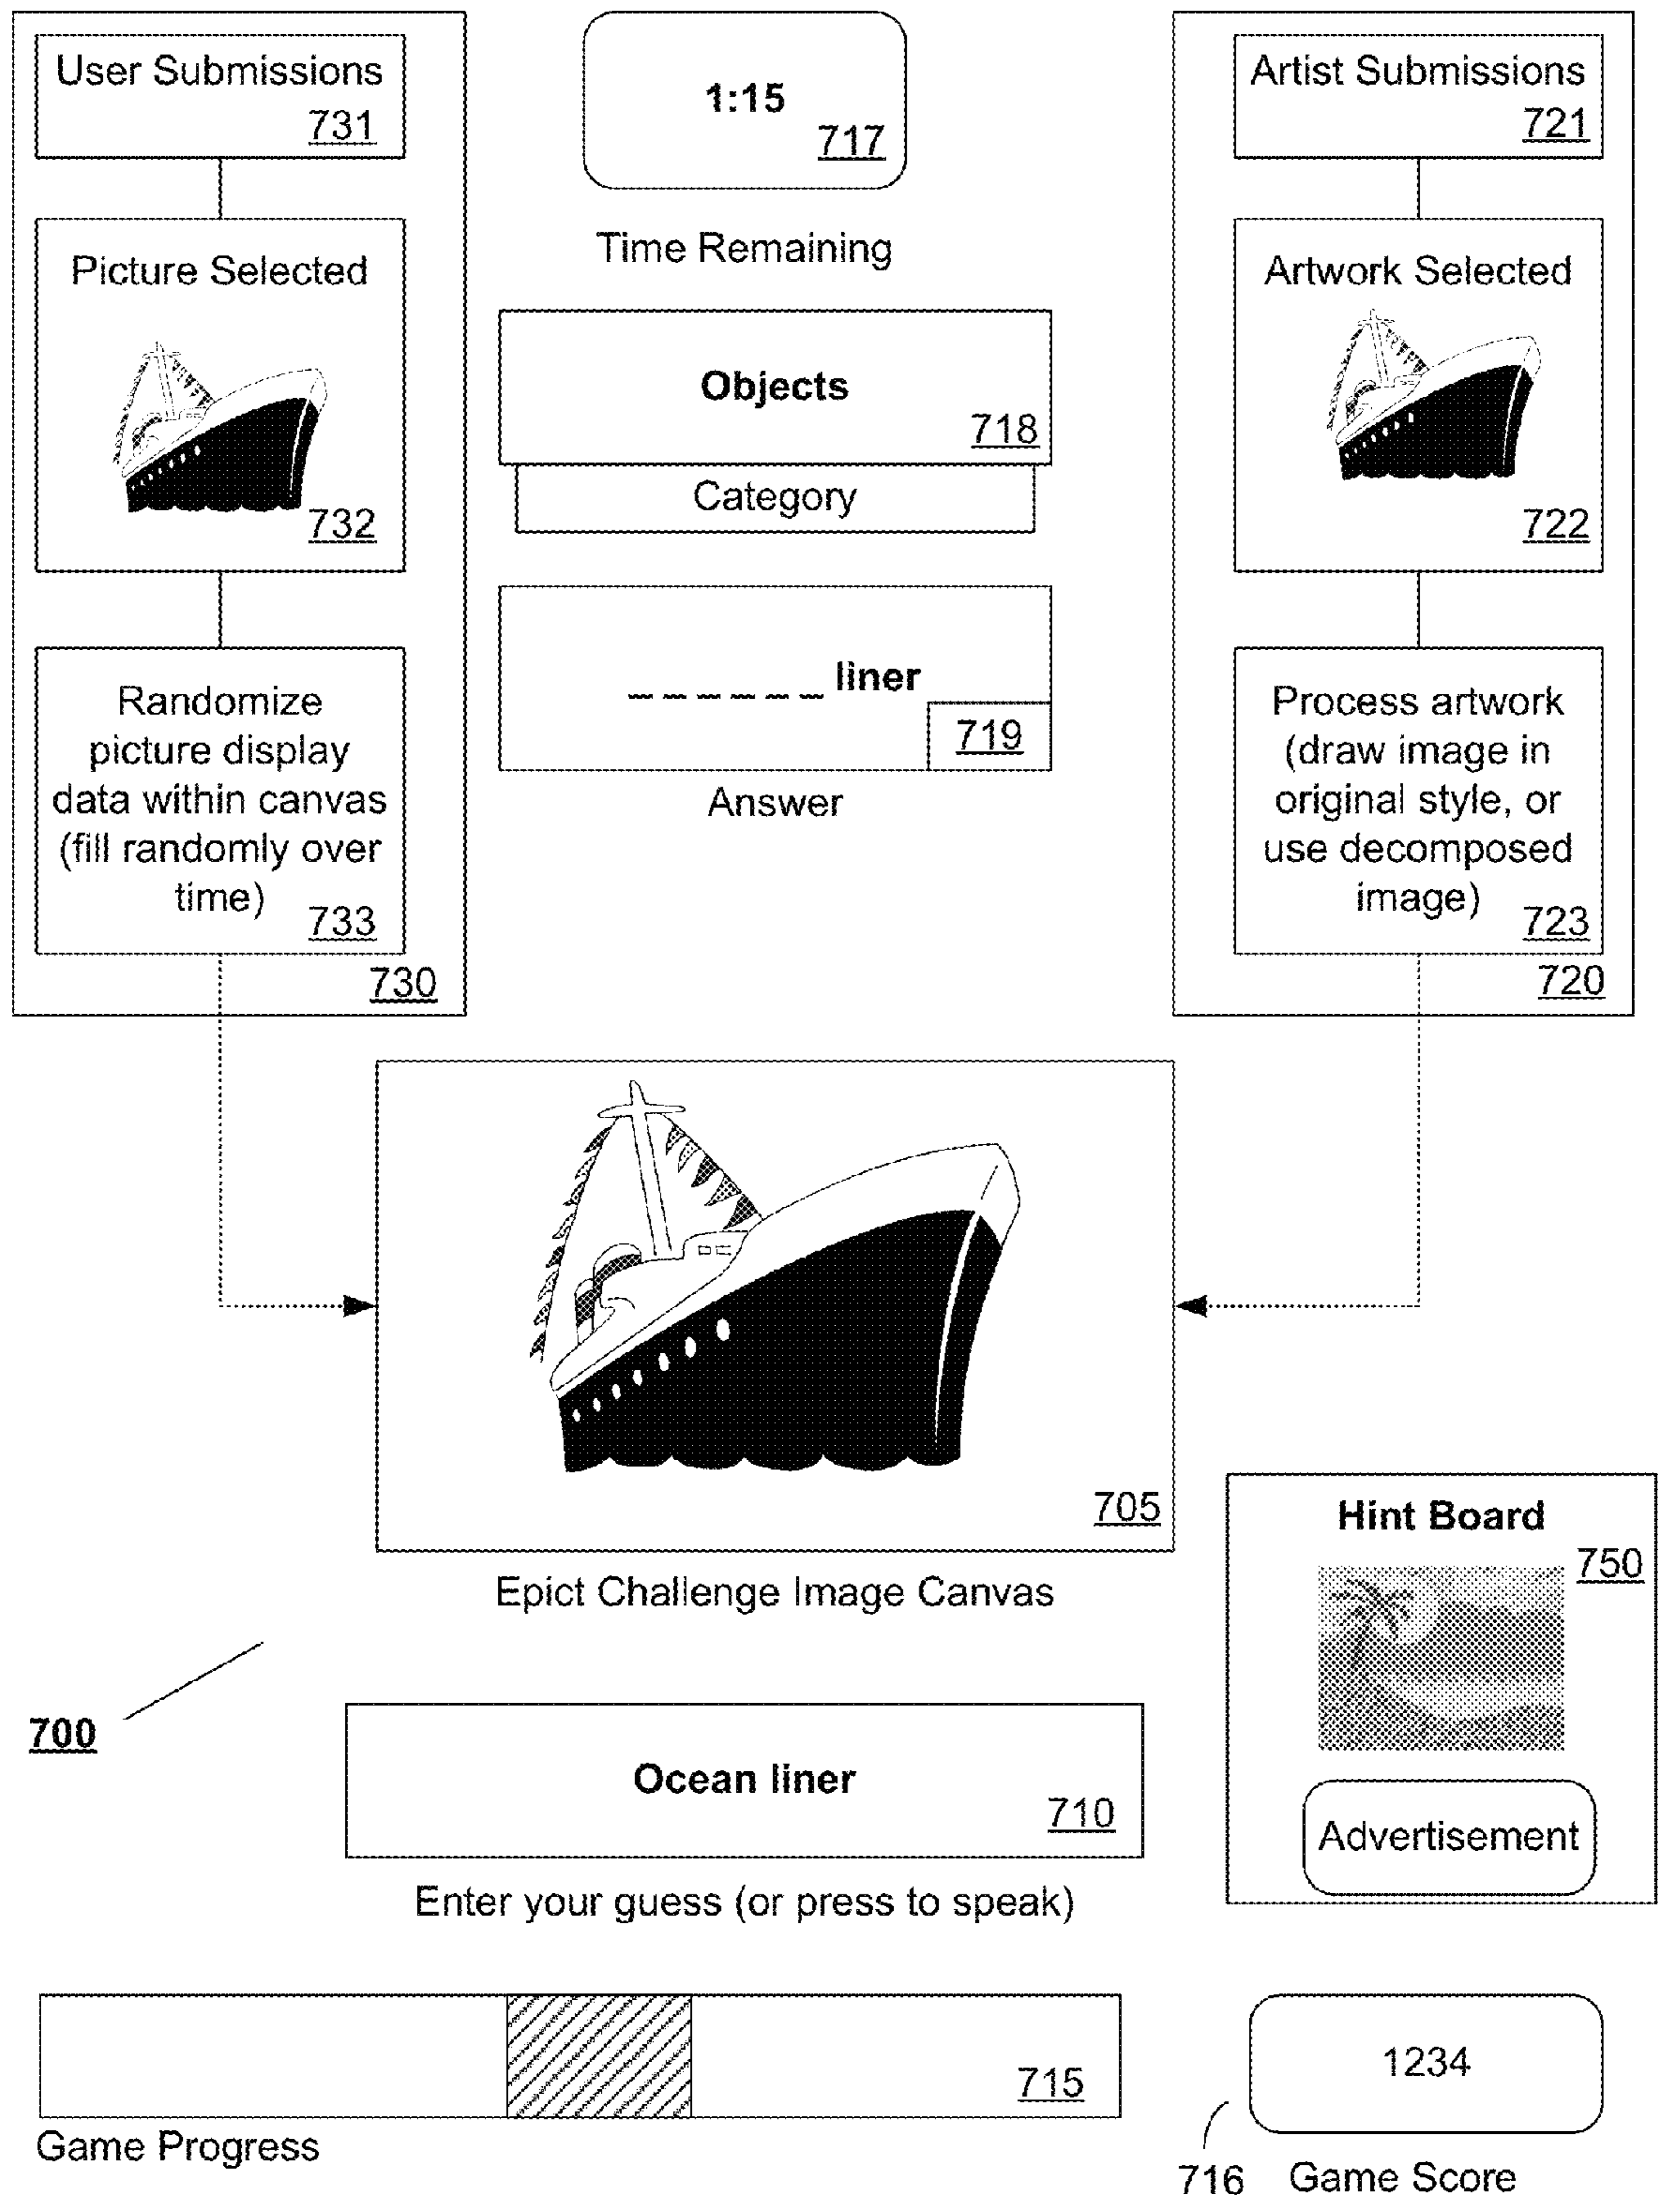 User Submissions
731
Picture Selected
732
Randomize
picture display
data within canvas
(fill randomly over
time)
733
730
1:15
717
Time Remaining
Objects
718
Category
_ _ _ _ _ _ liner
719
Answer
Artist Submissions
721
Artwork Selected
722
Process artwork
(draw image in
original style, or
use decomposed
image)
723
720
705
Epict Challenge Image Canvas
Hint Board
750
Advertisement
700
Ocean liner
710
Enter your guess (or press to speak)
715
Game Progress
1234
716
Game Score